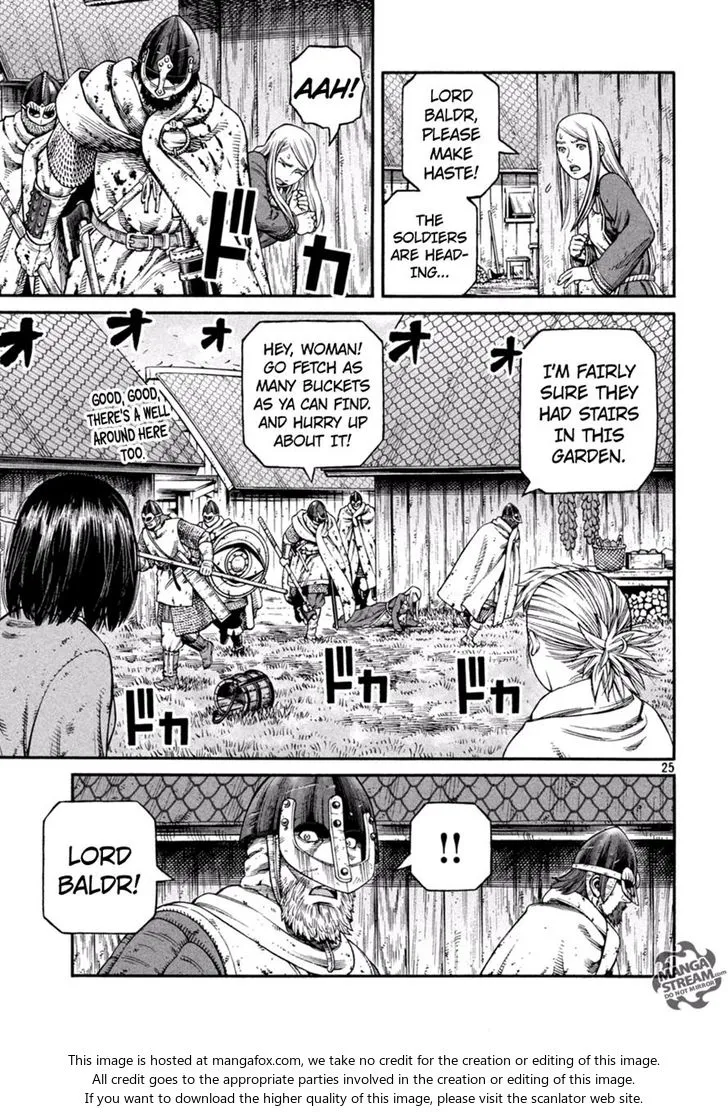 LORD
BALDR,
PLEASE
MAKE
HASTE!
THE
SOLDIERS
ARE HEAD-
ING...
AAH!
ドカ
I'M FAIRLY
SURE THEY
HAD STAIRS
IN THIS
GARDEN.
HEY, WOMAN!
GO FETCH AS
MANY BUCKETS
AS YA CAN FIND.
AND HURRY UP
ABOUT IT!
GOOD, GOOD,
THERE'S A WELL
AROUND HERE
TOO.
オ
オ
オ
オ
オ
ドカ
ドカ
ドカ
25
!!
LORD
BALDR!
MANGA
STREAM.com
DO NOT MIRROR
This image is hosted at mangafox.com, we take no credit for the creation or editing of this image.
All credit goes to the appropriate parties involved in the creation or editing of this image.
If you want to download the higher quality of this image, please visit the scanlator web site.